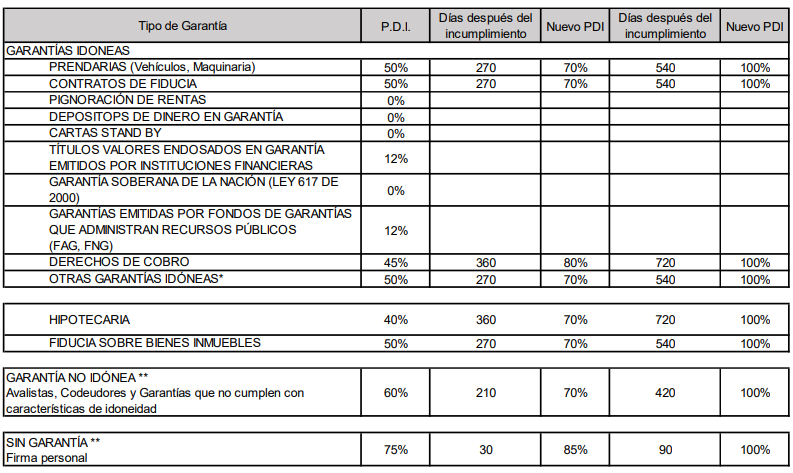 Tipo de Garantía P.D.I. Días después del incumplimiento Nuevo PDI Días después del incumplimiento Nuevo PDI
GARANTÍAS IDONEAS
PRENDARIAS (Vehículos, Maquinaria) 50% 270 70% 540 100%
CONTRATOS DE FIDUCIA 50% 270 70% 540 100%
PIGNORACIÓN DE RENTAS 0%
DEPOSITOPS DE DINERO EN GARANTÍA 0%
CARTAS STAND BY 0%
TÍTULOS VALORES ENDOSADOS EN GARANTÍA
EMITIDOS POR INSTITUCIONES FINANCIERAS 12%
GARANTÍA SOBERANA DE LA NACIÓN (LEY 617 DE
2000) 0%
GARANTÍAS EMITIDAS POR FONDOS DE GARANTÍAS
QUE ADMINISTRAN RECURSOS PÚBLICOS 12%
(FAG, FNG)
DERECHOS DE COBRO 45% 360 80% 720 100%
OTRAS GARANTÍAS IDÓNEAS* 50% 270 70% 540 100%
HIPOTECARIA 40% 360 70% 720 100%
FIDUCIA SOBRE BIENES INMUEBLES 50% 270 70% 540 100%
GARANTÍA NO IDÓNEA **
Avalistas, Codeudores y Garantías que no cumplen con 60% 210 70% 420 100%
características de idoneidad
SIN GARANTÍA ** 75% 30 85% 90 100%
Firma personal